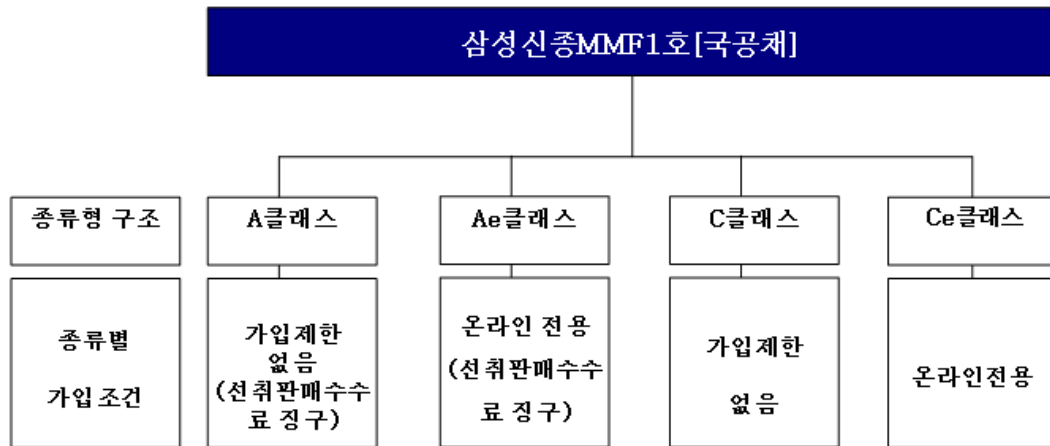 삼성신종MMF1호[국공채]
종류형 구조
A클래스
Ae클래스
C클래스
Ce클래스
종류별
가입조건
가입제한
없음
(선취판매수수
료 징구)
온라인 전용
(선취판매수수
료 징구)
가입제한
없음
온라인전용